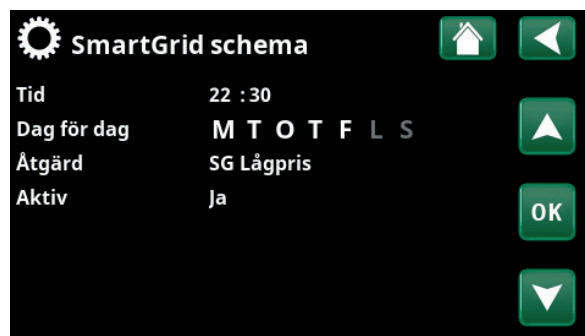 SmartGrid schema
Tid 22 :30
Dag för dag M T O T F L S
Åtgärd SG Lågpris
Aktiv Ja
OK